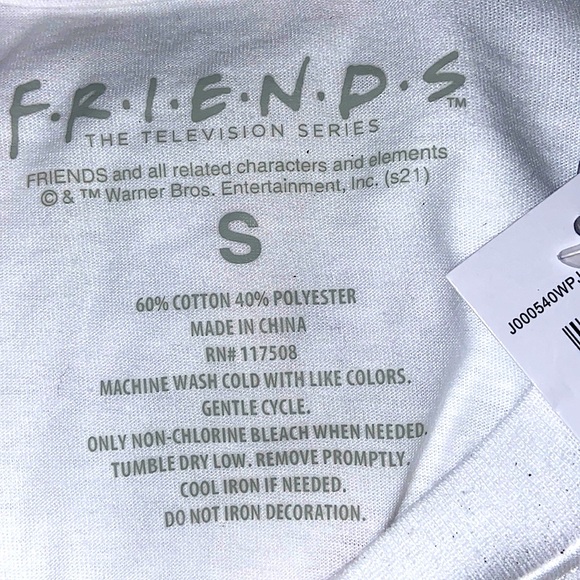 F·R·I·E·N·D·S™
THE TELEVISION SERIES
FRIENDS and all related characters and elements
© & ™ Warner Bros. Entertainment, Inc. (s21)
S
60% COTTON 40% POLYESTER
MADE IN CHINA
RN# 117508
MACHINE WASH COLD WITH LIKE COLORS.
GENTLE CYCLE.
ONLY NON-CHLORINE BLEACH WHEN NEEDED.
TUMBLE DRY LOW. REMOVE PROMPTLY.
COOL IRON IF NEEDED.
DO NOT IRON DECORATION.